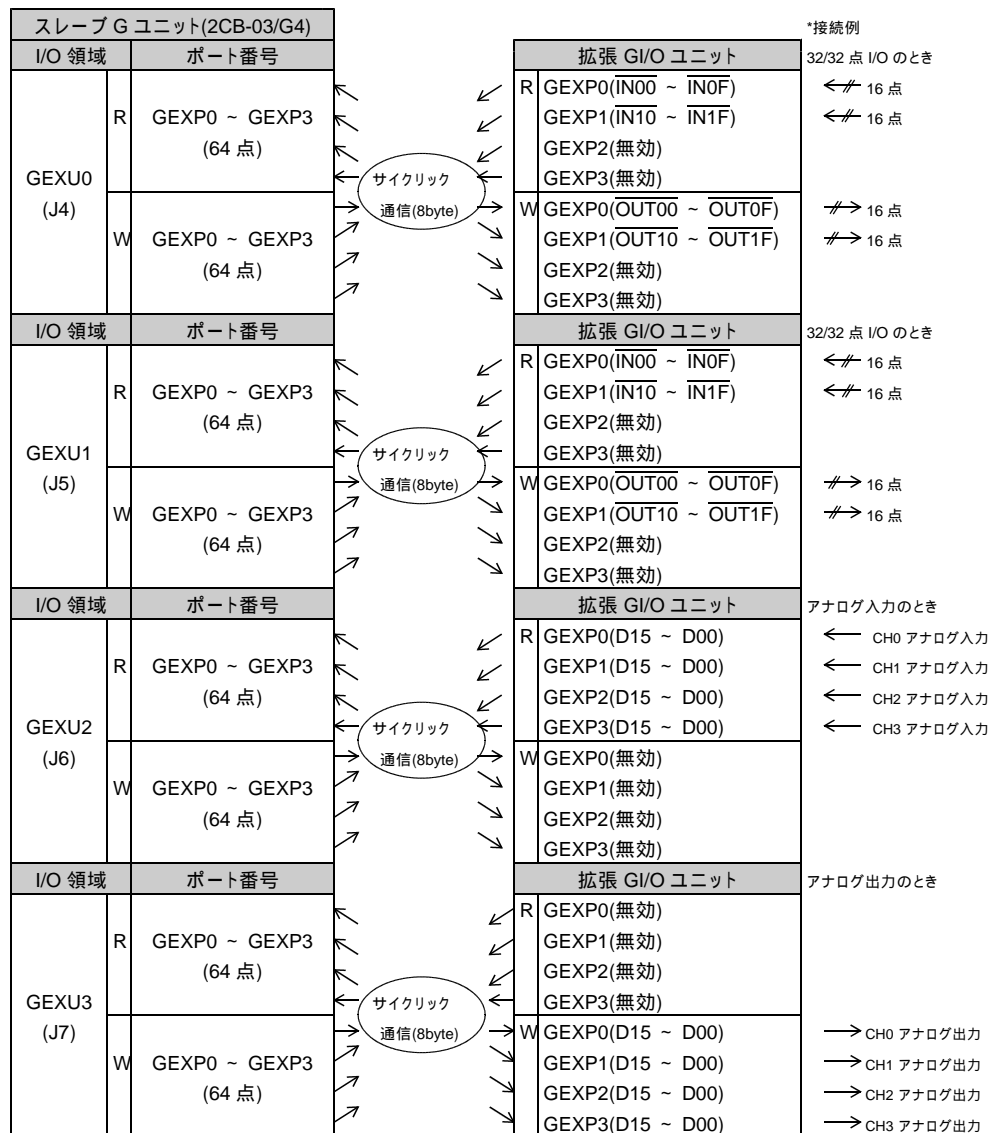 スレーブ G ユニット(2CB-03/G4)
*接続例
I/O 領域 ポート番号 拡張 GI/O ユニット 32/32 点 I/O のとき
GEXU0
(J4)
R GEXP0 ~ GEXP3
(64 点)
W GEXP0 ~ GEXP3
(64 点)
サイクリック
通信(8byte)
R GEXP0(IN00 ~ IN0F) 16 点
GEXP1(IN10 ~ IN1F) 16 点
GEXP2(無効)
GEXP3(無効)
W GEXP0(OUT00 ~ OUT0F) 16 点
GEXP1(OUT10 ~ OUT1F) 16 点
GEXP2(無効)
GEXP3(無効)
I/O 領域 ポート番号 拡張 GI/O ユニット 32/32 点 I/O のとき
GEXU1
(J5)
R GEXP0 ~ GEXP3
(64 点)
W GEXP0 ~ GEXP3
(64 点)
サイクリック
通信(8byte)
R GEXP0(IN00 ~ IN0F) 16 点
GEXP1(IN10 ~ IN1F) 16 点
GEXP2(無効)
GEXP3(無効)
W GEXP0(OUT00 ~ OUT0F) 16 点
GEXP1(OUT10 ~ OUT1F) 16 点
GEXP2(無効)
GEXP3(無効)
I/O 領域 ポート番号 拡張 GI/O ユニット アナログ入力のとき
GEXU2
(J6)
R GEXP0 ~ GEXP3
(64 点)
W GEXP0 ~ GEXP3
(64 点)
サイクリック
通信(8byte)
R GEXP0(D15 ~ D00) CH0 アナログ入力
GEXP1(D15 ~ D00) CH1 アナログ入力
GEXP2(D15 ~ D00) CH2 アナログ入力
GEXP3(D15 ~ D00) CH3 アナログ入力
W GEXP0(無効)
GEXP1(無効)
GEXP2(無効)
GEXP3(無効)
I/O 領域 ポート番号 拡張 GI/O ユニット アナログ出力のとき
GEXU3
(J7)
R GEXP0 ~ GEXP3
(64 点)
W GEXP0 ~ GEXP3
(64 点)
サイクリック
通信(8byte)
R GEXP0(無効)
GEXP1(無効)
GEXP2(無効)
GEXP3(無効)
W GEXP0(D15 ~ D00) CH0 アナログ出力
GEXP1(D15 ~ D00) CH1 アナログ出力
GEXP2(D15 ~ D00) CH2 アナログ出力
GEXP3(D15 ~ D00) CH3 アナログ出力